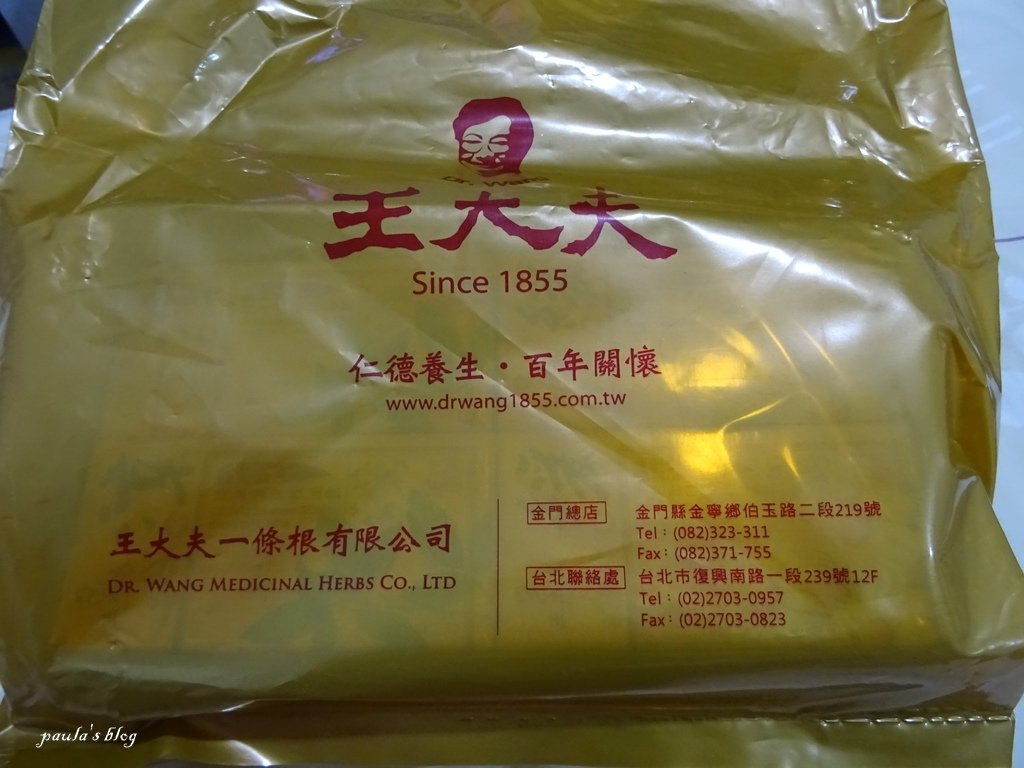 Dr. Wang
王大夫
Since 1855
仁德養生·百年關懷
www.drwang1855.com.tw
王大夫一條根有限公司
DR. WANG MEDICINAL HERBS CO., LTD
金門總店 金門縣金寧鄉伯玉路二段219號
Tel：(082)323-311
Fax：(082)371-755
台北聯絡處 台北市復興南路一段239號12F
Tel：(02)2703-0957
Fax：(02)2703-0823
paula's blog